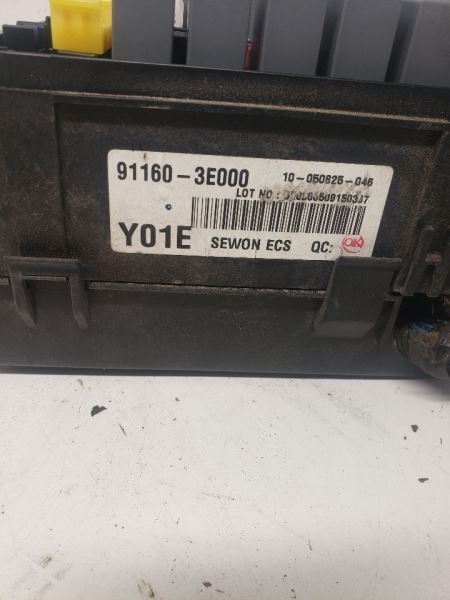 91160-3E000
10-050825-046
LOT NO :
Y01E SEWON ECS QC: OK